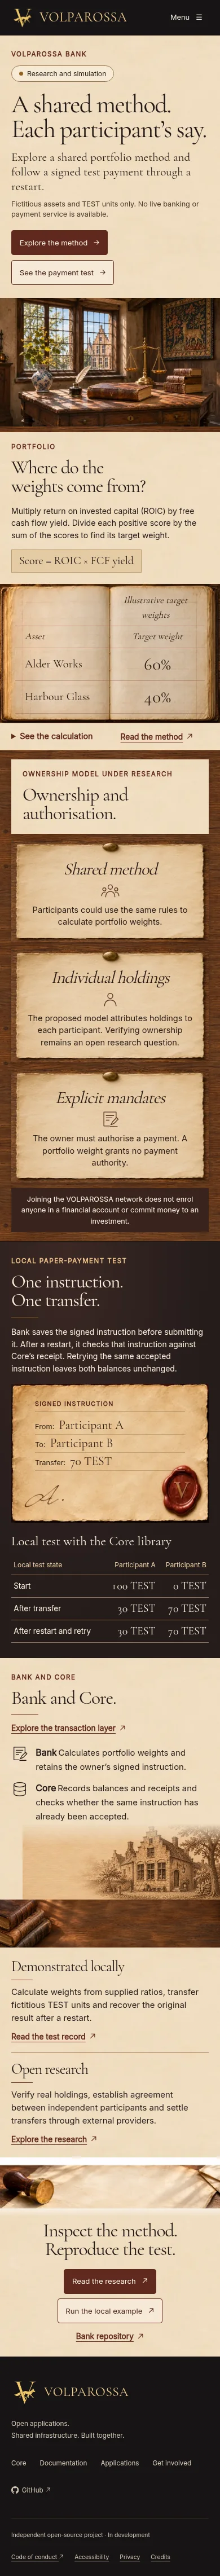 VOLPAROSSA
Menu
VOLPAROSSA BANK
Research and simulation
A shared method.
Each participant’s say.
Explore a shared portfolio method and
follow a signed test payment through a
restart.
Fictitious assets and TEST units only. No live banking or
payment service is available.
Explore the method →
See the payment test →
PORTFOLIO
Where do the
weights come from?
Multiply return on invested capital (ROIC) by free
cash flow yield. Divide each positive score by the
sum of the scores to find its target weight.
Score = ROIC × FCF yield
Illustrative target
weights
Asset Target weight
Alder Works 60%
Harbour Glass 40%
See the calculation Read the method ↗
OWNERSHIP MODEL UNDER RESEARCH
Ownership and
authorisation.
Shared method
Participants could use the same rules to
calculate portfolio weights.
Individual holdings
The proposed model attributes holdings to
each participant. Verifying ownership
remains an open research question.
Explicit mandates
The owner must authorise a payment. A
portfolio weight grants no payment
authority.
Joining the VOLPAROSSA network does not enrol
anyone in a financial account or commit money to an
investment.
LOCAL PAPER-PAYMENT TEST
One instruction.
One transfer.
Bank saves the signed instruction before submitting
it. After a restart, it checks that instruction against
Core’s receipt. Retrying the same accepted
instruction leaves both balances unchanged.
SIGNED INSTRUCTION
From: Participant A
To: Participant B
Transfer: 70 TEST
A.
V
Local test with the Core library
Local test state Participant A Participant B
Start 100 TEST 0 TEST
After transfer 30 TEST 70 TEST
After restart and retry 30 TEST 70 TEST
BANK AND CORE
Bank and Core.
Explore the transaction layer ↗
Bank Calculates portfolio weights and
retains the owner’s signed instruction.
Core Records balances and receipts and
checks whether the same instruction has
already been accepted.
Demonstrated locally
Calculate weights from supplied ratios, transfer
fictitious TEST units and recover the original
result after a restart.
Read the test record ↗
Open research
Verify real holdings, establish agreement
between independent participants and settle
transfers through external providers.
Explore the research ↗
Inspect the method.
Reproduce the test.
Read the research ↗
Run the local example ↗
Bank repository ↗
VOLPAROSSA
Open applications.
Shared infrastructure. Built together.
Core Documentation Applications Get involved
GitHub ↗
Independent open-source project · In development
Code of conduct ↗ Accessibility Privacy Credits